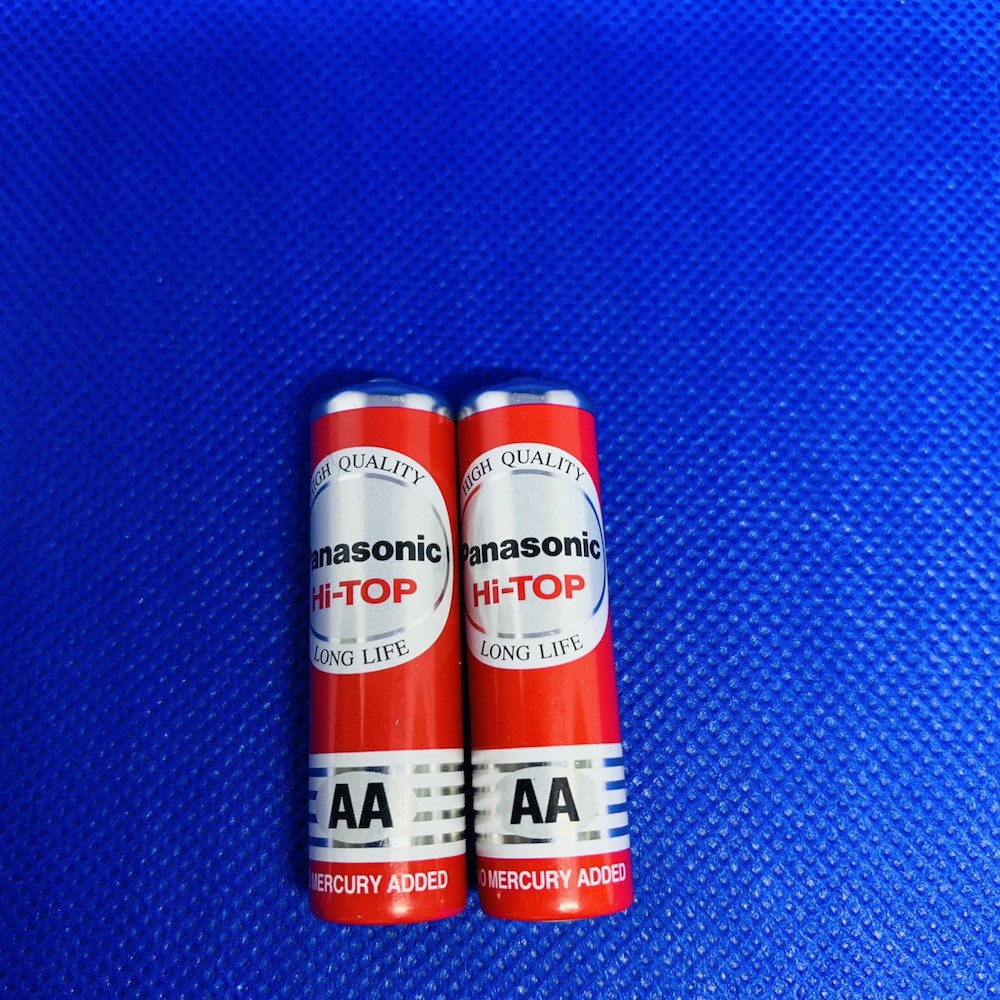 HIGH QUALITY
Panasonic
Hi-TOP
LONG LIFE
AA
MERCURY ADDED
HIGH QUALITY
Panasonic
Hi-TOP
LONG LIFE
AA
NO MERCURY ADDED